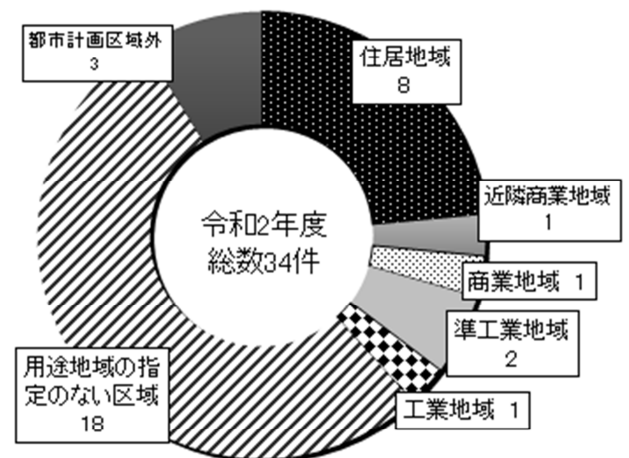 都市計画区域外
3
住居地域
8
近隣商業地域
1
商業地域 1
準工業地域
2
工業地域 1
用途地域の指
定のない区域
18
令和2年度
総数34件